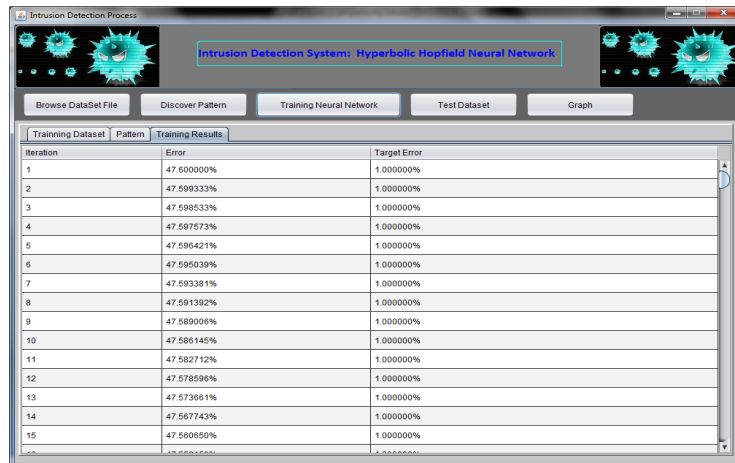 Intrusion Detection Process
Intrusion Detection System: Hyperbolic Hopfield Neural Network
Browse DataSet File Discover Pattern Training Neural Network Test Dataset Graph
Trainning Dataset Pattern Training Results
Iteration Error Target Error
1 47.600000% 1.000000%
2 47.599333% 1.000000%
3 47.598533% 1.000000%
4 47.597573% 1.000000%
5 47.596421% 1.000000%
6 47.595039% 1.000000%
7 47.593381% 1.000000%
8 47.591392% 1.000000%
9 47.589006% 1.000000%
10 47.586145% 1.000000%
11 47.582712% 1.000000%
12 47.578596% 1.000000%
13 47.573661% 1.000000%
14 47.567743% 1.000000%
15 47.560650% 1.000000%